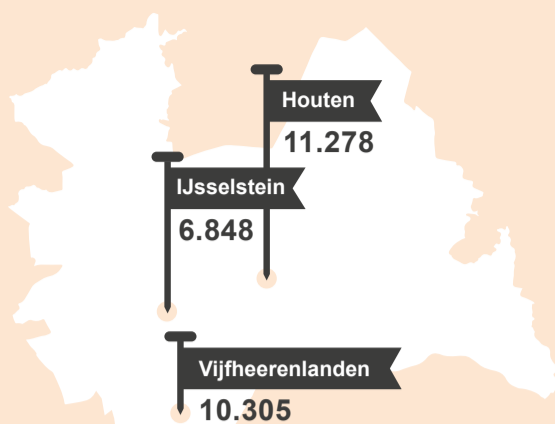 Houten
11.278
IJsselstein
6.848
Vijfheerenlanden
10.305